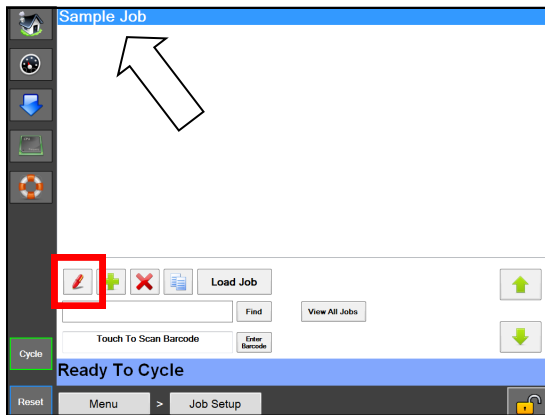 Sample Job
Load Job
Find
View All Jobs
Touch To Scan Barcode
Enter
Barcode
Cycle
Ready To Cycle
Reset
Menu
>
Job Setup